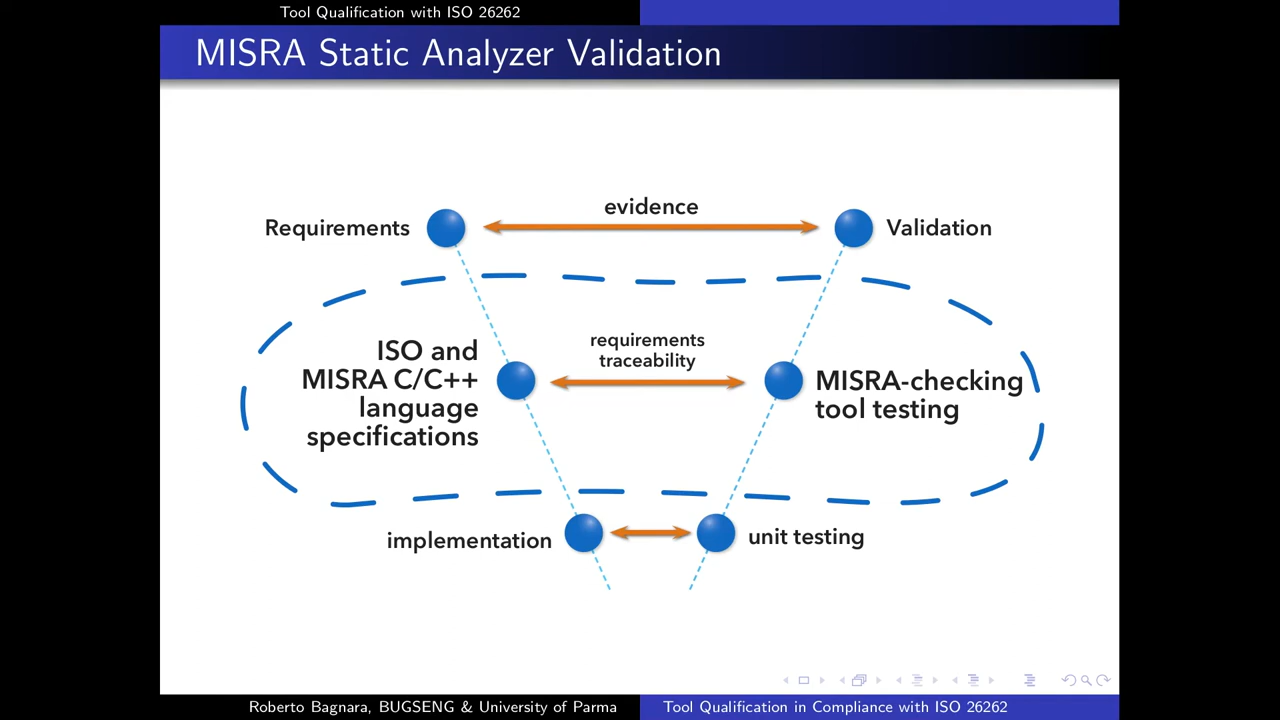 Tool Qualification with ISO 26262
MISRA Static Analyzer Validation
evidence
Requirements
Validation
requirements
traceability
ISO and
MISRA C/C++
language
specifications
MISRA-checking
tool testing
implementation
unit testing
Roberto Bagnara, BUGSENG & University of Parma
Tool Qualification in Compliance with ISO 26262